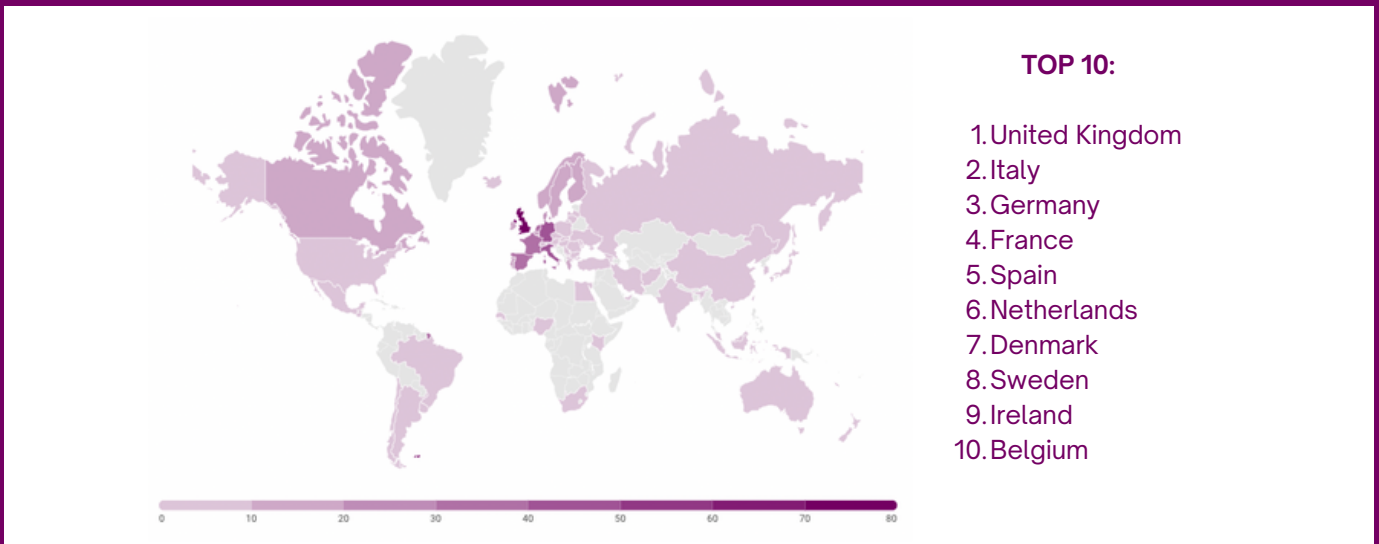 TOP 10:
1. United Kingdom
2. Italy
3. Germany
4. France
5. Spain
6. Netherlands
7. Denmark
8. Sweden
9. Ireland
10. Belgium
0 10 20 30 40 50 60 70 80